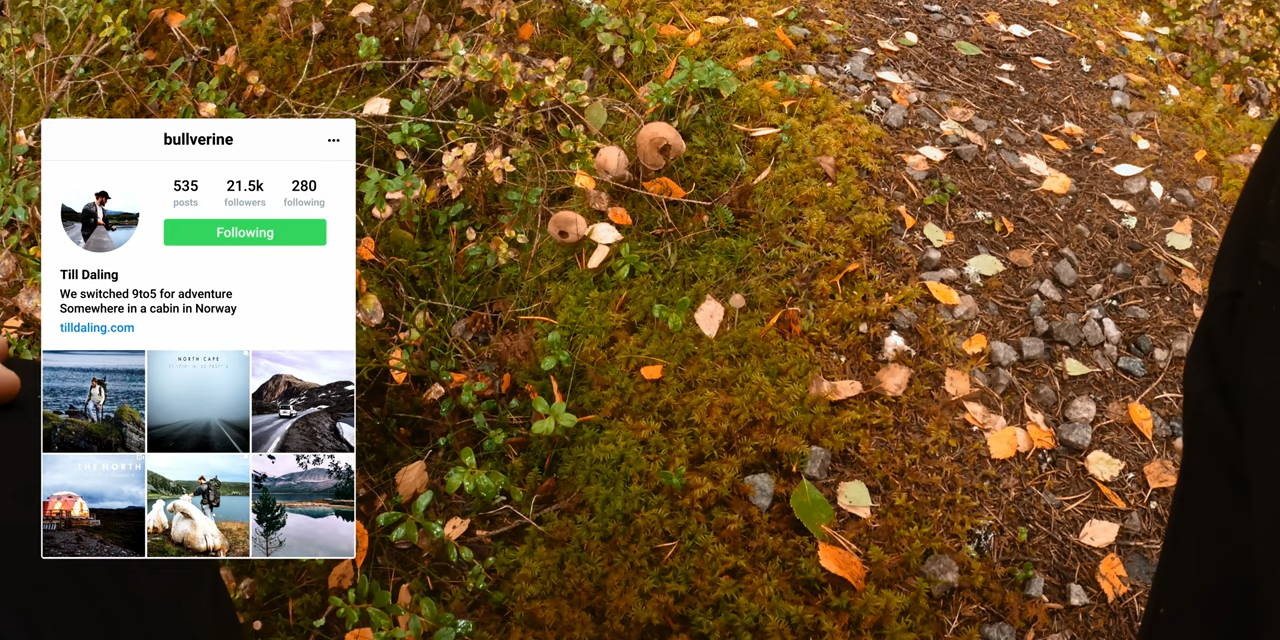 bullverine
535 21.5k 280
posts followers following
Following
Till Daling
We switched 9to5 for adventure
Somewhere in a cabin in Norway
tilldaling.com
NORTH CAPE
THE NORTH